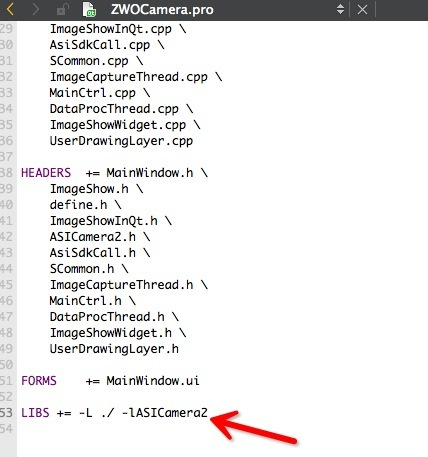 ZWOCamera.pro
29 ImageShowInQt.cpp \
30 AsiSdkCall.cpp \
31 SCommon.cpp \
32 ImageCaptureThread.cpp \
33 MainCtrl.cpp \
34 DataProcThread.cpp \
35 ImageShowWidget.cpp \
36 UserDrawingLayer.cpp
37
38 HEADERS += MainWindow.h \
39 ImageShow.h \
40 define.h \
41 ImageShowInQt.h \
42 ASICamera2.h \
43 AsiSdkCall.h \
44 SCommon.h \
45 ImageCaptureThread.h \
46 MainCtrl.h \
47 DataProcThread.h \
48 ImageShowWidget.h \
49 UserDrawingLayer.h
50
51 FORMS += MainWindow.ui
52
53 LIBS += -L ./ -lASICamera2
54